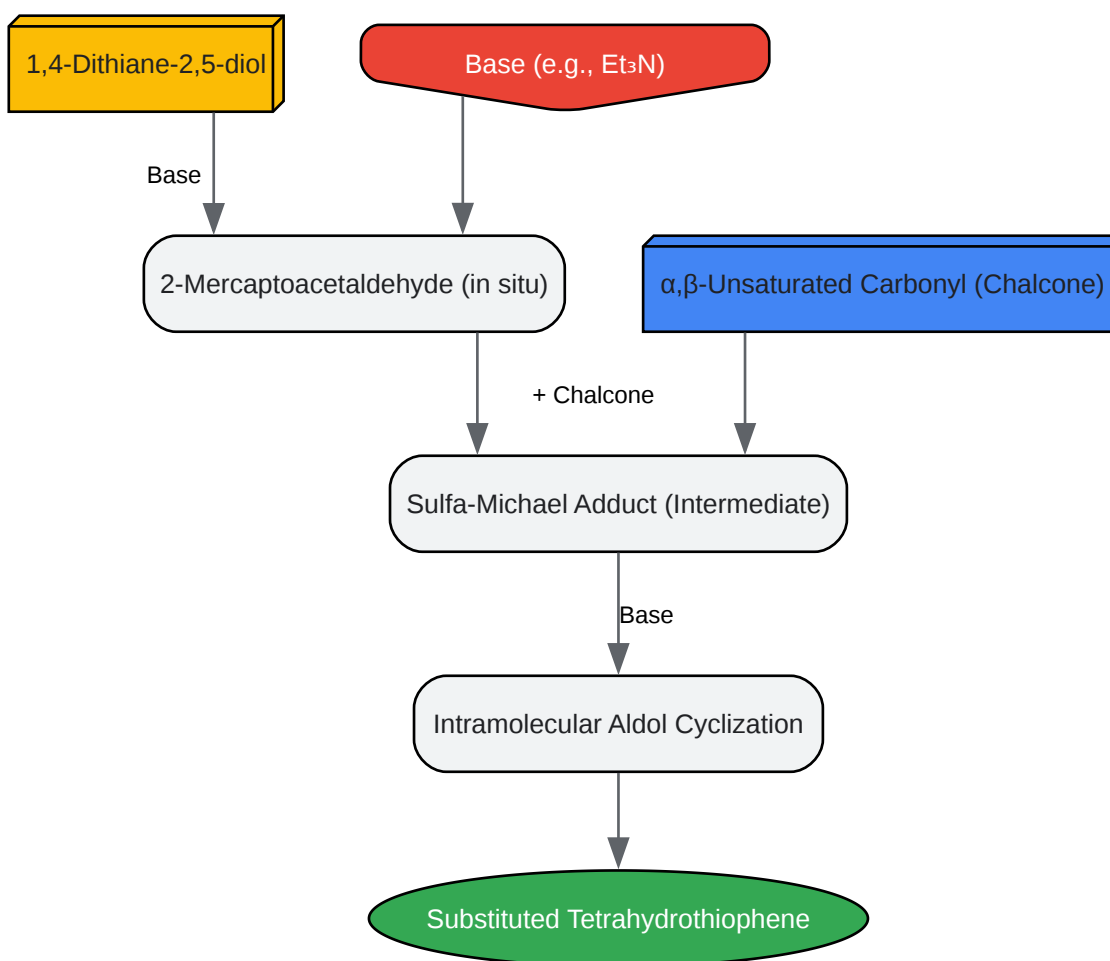 1,4-Dithiane-2,5-diol
Base (e.g., Et₃N)
Base
2-Mercaptoacetaldehyde (in situ)
α,β-Unsaturated Carbonyl (Chalcone)
+ Chalcone
Sulfa-Michael Adduct (Intermediate)
Base
Intramolecular Aldol Cyclization
Substituted Tetrahydrothiophene